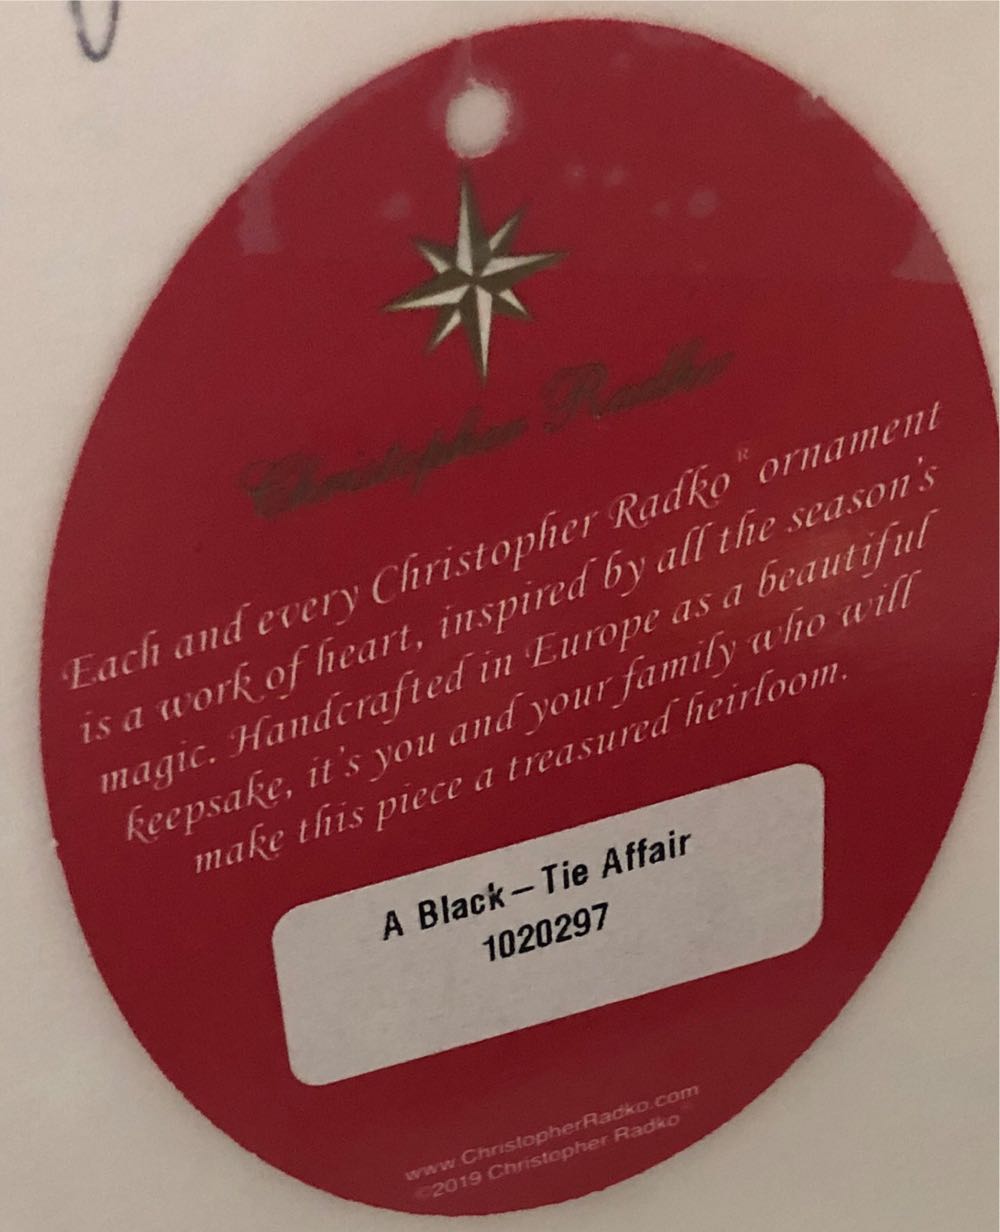 Christopher Radko
Each and every Christopher Radko® ornament
is a work of heart, inspired by all the season's
magic. Handcrafted in Europe as a beautiful
keepsake, it's you and your family who will
make this piece a treasured heirloom.
A Black – Tie Affair
1020297
www.ChristopherRadko.com
©2019 Christopher Radko